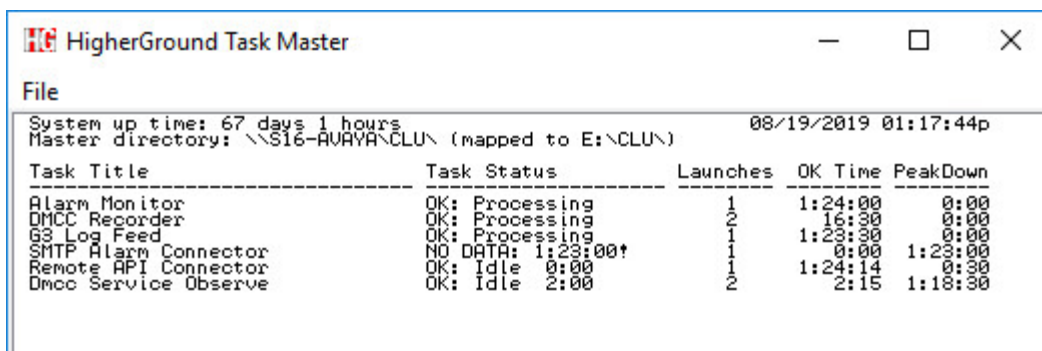 HG HigherGround Task Master
File
System up time: 67 days 1 hours 08/19/2019 01:17:44p
Master directory: \\S16-AVAYA\CLU\ (mapped to E:\CLU\)
Task Title Task Status Launches OK Time PeakDown
Alarm Monitor OK: Processing 1 1:24:00 0:00
DMCC Recorder OK: Processing 2 16:30 0:00
G3 Log Feed OK: Processing 1 1:23:30 0:00
SMTP Alarm Connector NO DATA: 1:23:00! 1 0:00 1:23:00
Remote API Connector OK: Idle 0:00 1 1:24:14 0:30
Dmcc Service Observe OK: Idle 2:00 2 2:15 1:18:30